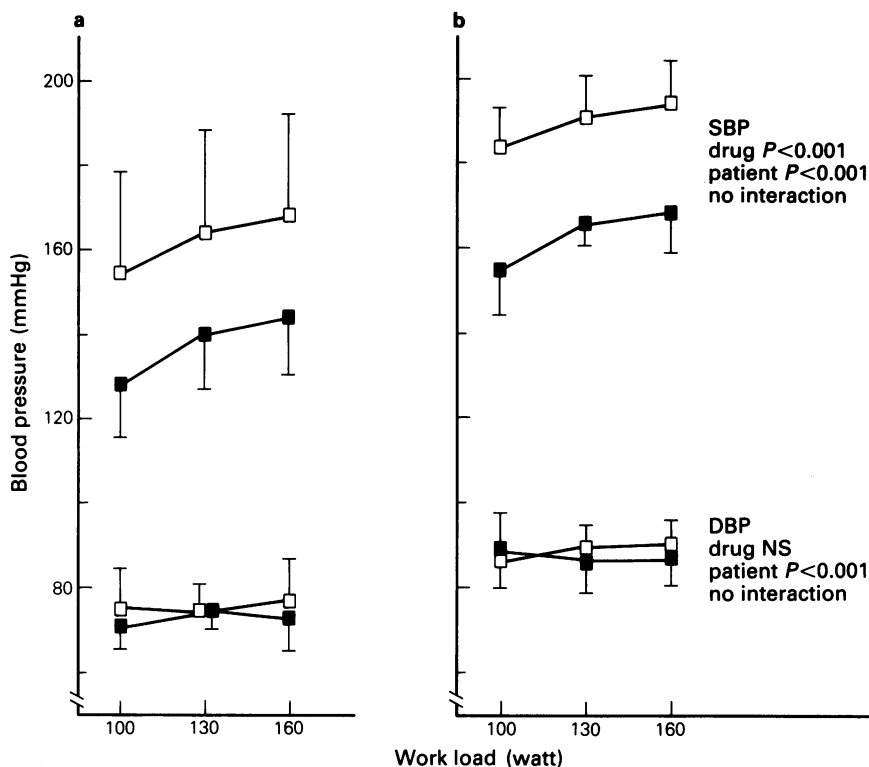 a
b
200
160
120
80
Blood pressure (mmHg)
SBP
drug P<0.001
patient P<0.001
no interaction
DBP
drug NS
patient P<0.001
no interaction
100 130 160
100 130 160
Work load (watt)